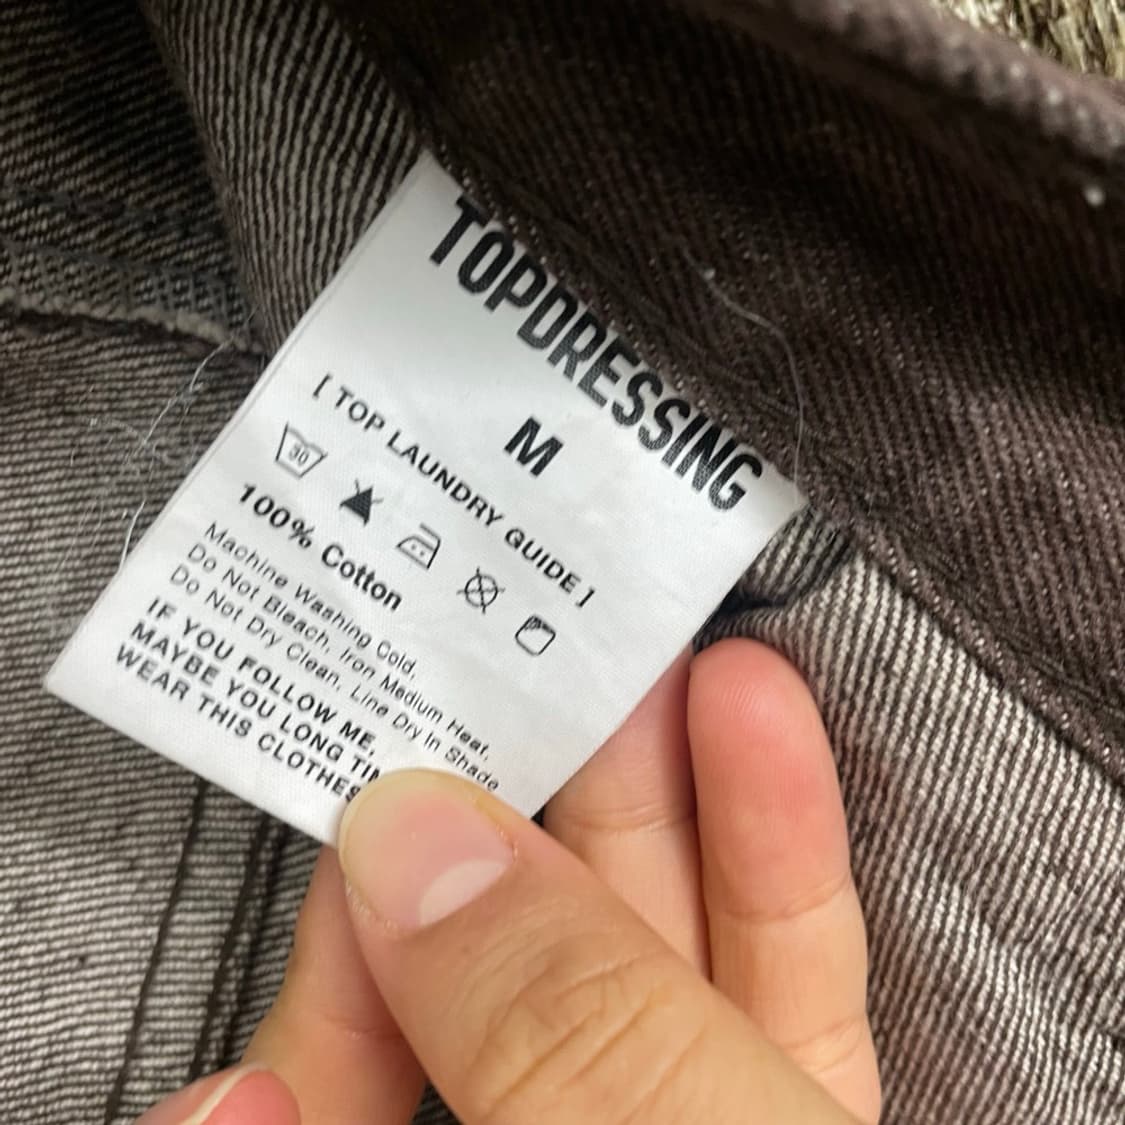 TOPDRESSING
M
[ TOP LAUNDRY GUIDE ]
30
100% Cotton
Machine Washing Cold,
Do Not Bleach, Iron Medium Heat,
Do Not Dry Clean, Line Dry In Shade
IF YOU FOLLOW ME,
MAYBE YOU LONG
WEAR THIS CLOTHES